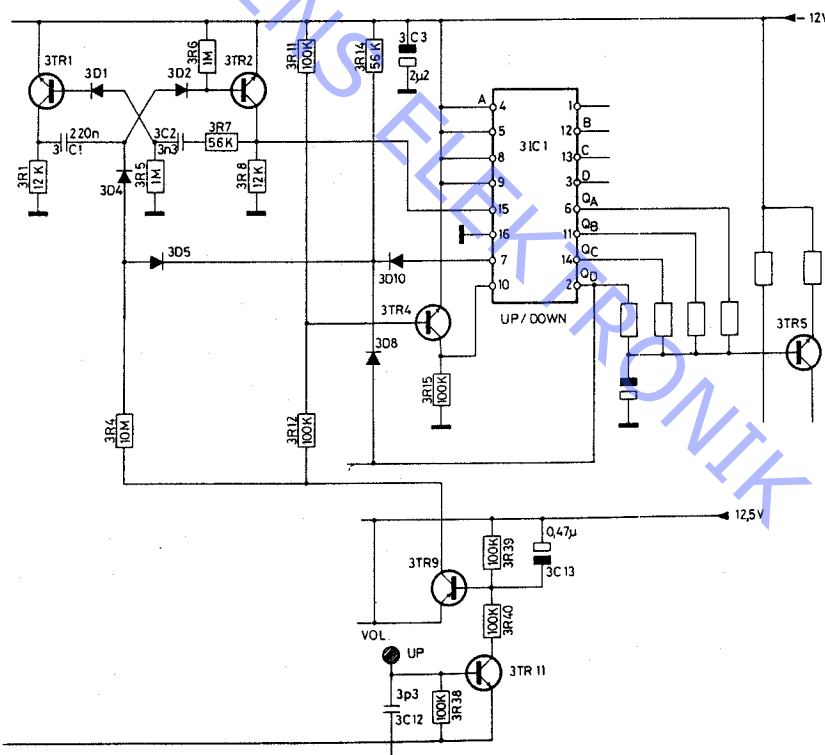 - 12V
3TR1
3D1
3R6
1M
3D2
3TR2
3R11
100K
3R14
56K
3C3
2µ2
220n
3C1
3R1
12K
3D4
3R5
1M
3C2
3n3
3R7
56K
3R8
12K
3D5
3D10
3D8
3R4
10M
3R12
100K
3TR4
3R15
100K
3IC1
UP/DOWN
A
4
5
8
9
15
16
7
10
1
12
B
13
C
3
D
6
QA
11
QB
14
QC
2
QD
3TR5
12,5V
3TR9
100K
3R39
0,47µ
3C13
100K
3R40
VOL.
UP
3TR11
3p3
3C12
100K
3R38
ENS ELEKTRONIK